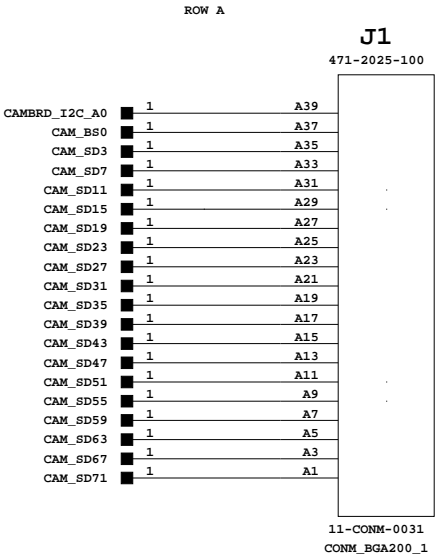 ROW A
J1
471-2025-100
CAMBRD_I2C_A0 1 A39
CAM_BS0 1 A37
CAM_SD3 1 A35
CAM_SD7 1 A33
CAM_SD11 1 A31
CAM_SD15 1 A29
CAM_SD19 1 A27
CAM_SD23 1 A25
CAM_SD27 1 A23
CAM_SD31 1 A21
CAM_SD35 1 A19
CAM_SD39 1 A17
CAM_SD43 1 A15
CAM_SD47 1 A13
CAM_SD51 1 A11
CAM_SD55 1 A9
CAM_SD59 1 A7
CAM_SD63 1 A5
CAM_SD67 1 A3
CAM_SD71 1 A1
11-CONM-0031
CONM_BGA200_1